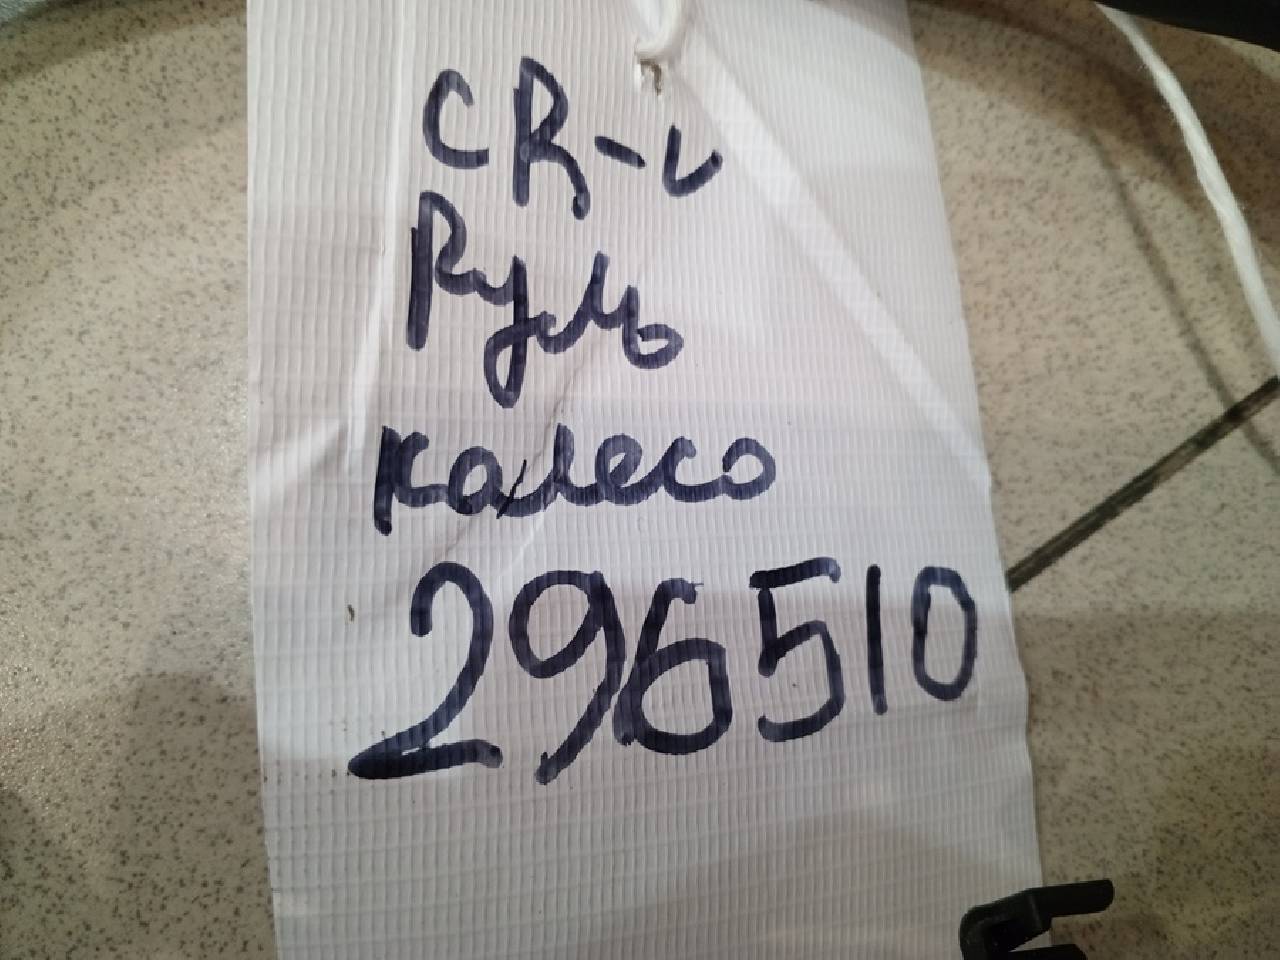 CR-V
Руль
колесо
296510